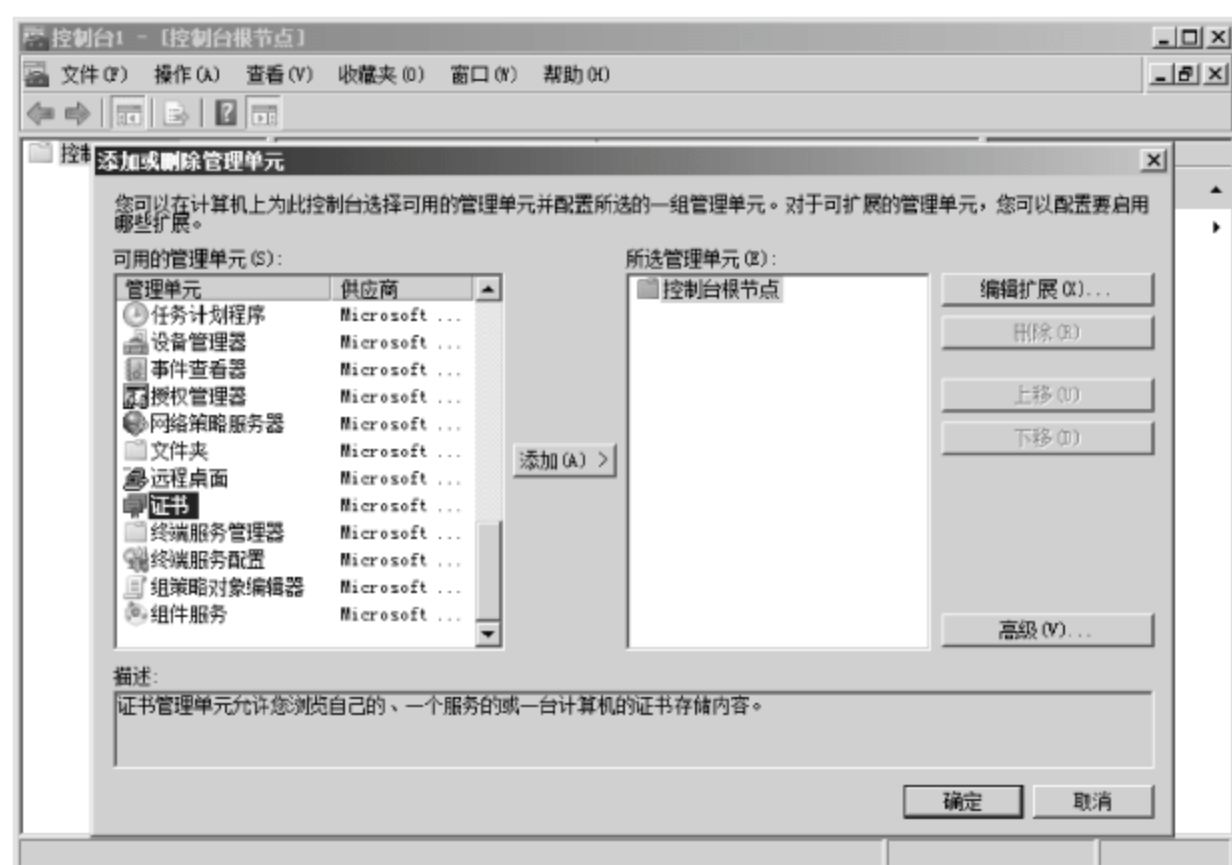 控制台1 - [控制台根节点]
文件(F) 操作(A) 查看(V) 收藏夹(O) 窗口(W) 帮助(H)
控制
添加或删除管理单元
您可以在计算机上为此控制台选择可用的管理单元并配置所选的一组管理单元。对于可扩展的管理单元，您可以配置要启用
哪些扩展。
可用的管理单元(S):
所选管理单元(E):
管理单元 供应商
任务计划程序 Microsoft ...
设备管理器 Microsoft ...
事件查看器 Microsoft ...
授权管理器 Microsoft ...
网络策略服务器 Microsoft ...
文件夹 Microsoft ...
远程桌面 Microsoft ...
证书 Microsoft ...
终端服务管理器 Microsoft ...
终端服务配置 Microsoft ...
组策略对象编辑器 Microsoft ...
组件服务 Microsoft ...
添加(A) >
控制台根节点
编辑扩展(X)...
删除(R)
上移(U)
下移(D)
高级(V)...
描述:
证书管理单元允许您浏览自己的、一个服务的或一台计算机的证书存储内容。
确定 取消